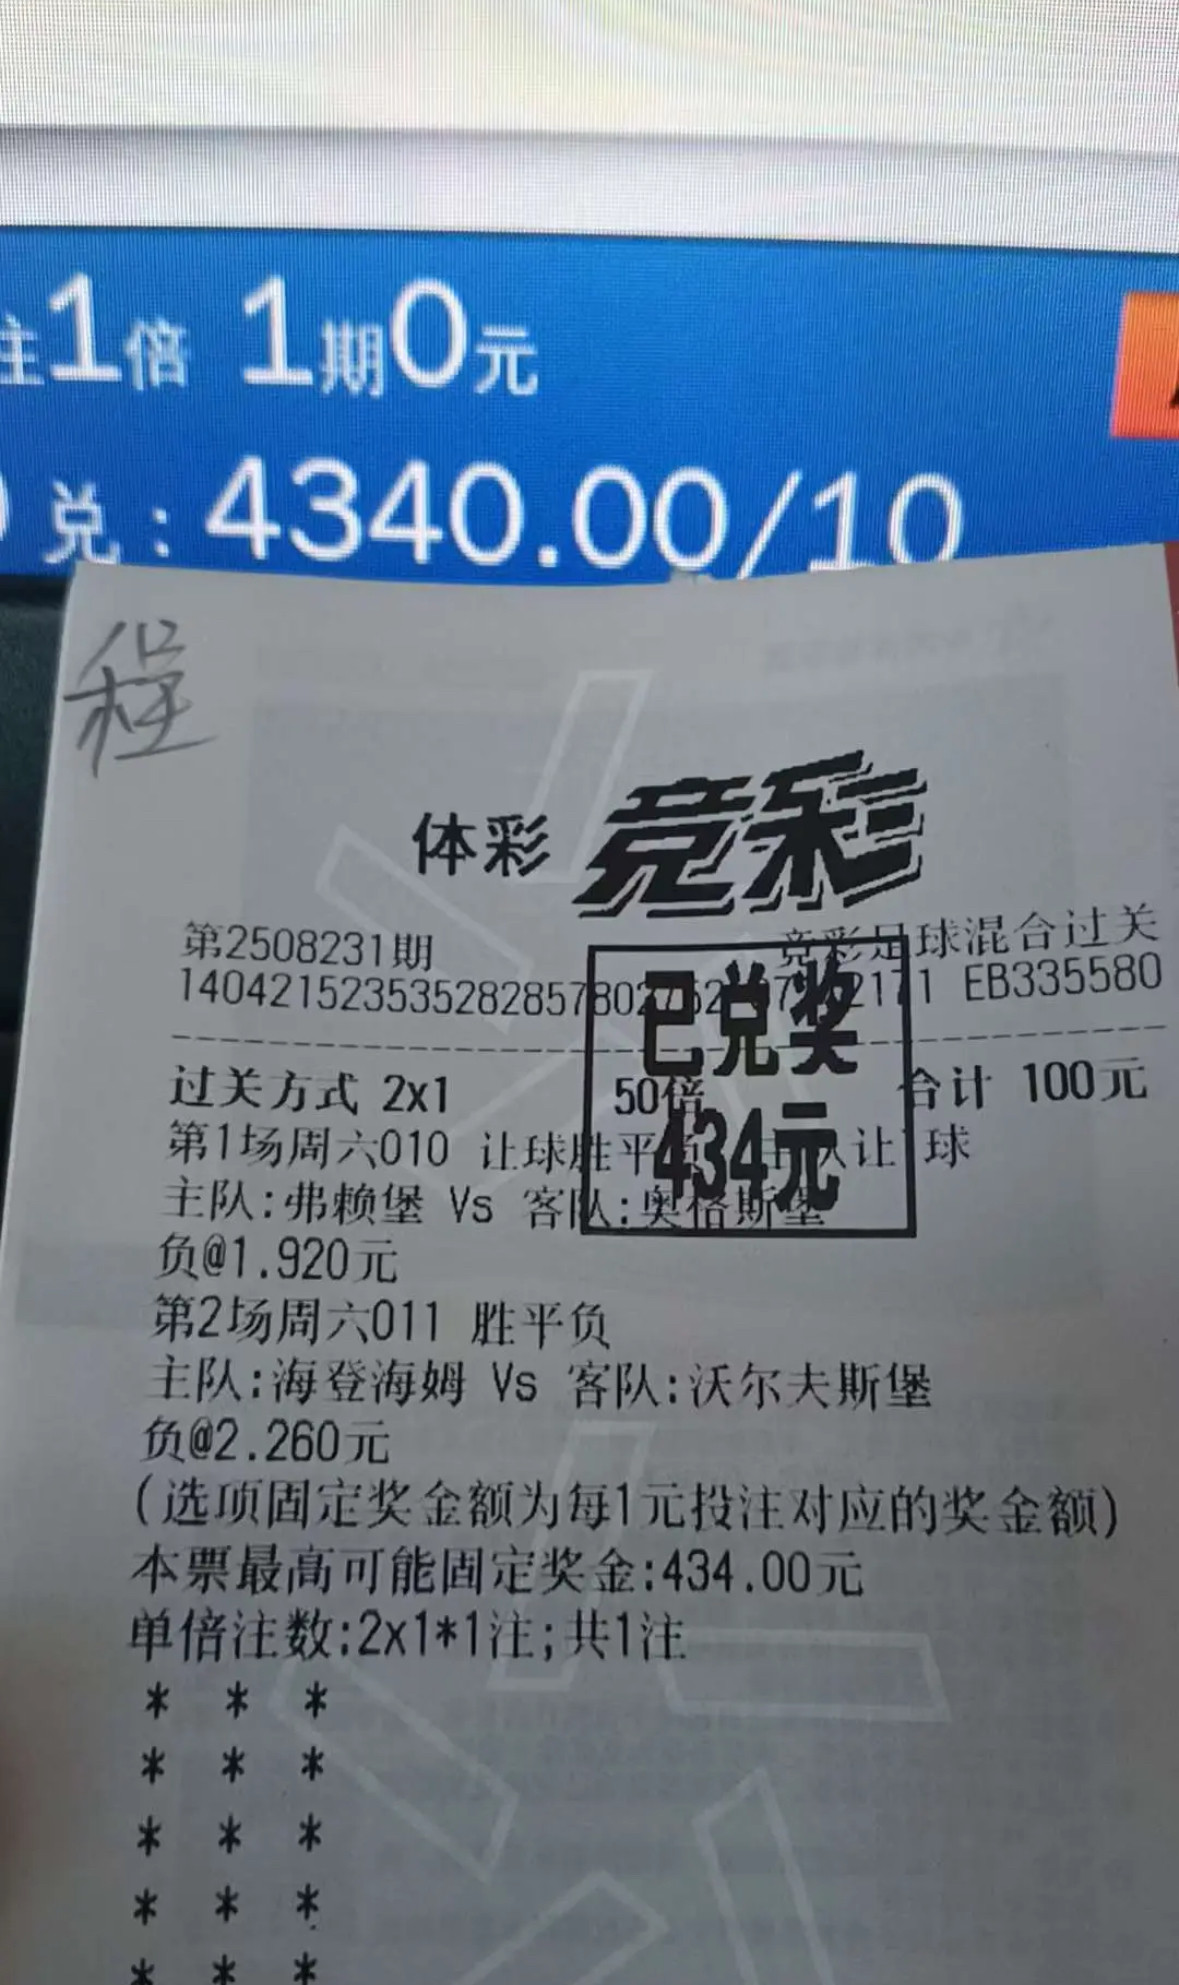 注1倍 1期0元
兑:4340.00/10
程
体彩 竞彩
第2508231期
竞彩足球混合过关
EB335580
已兑奖
434元
过关方式 2x1 50倍 合计 100元
第1场周六010 让球胜平负
主队:弗赖堡 Vs 客队:奥格斯堡
负@1.920元
第2场周六011 胜平负
主队:海登海姆 Vs 客队:沃尔夫斯堡
负@2.260元
(选项固定奖金额为每1元投注对应的奖金额)
本票最高可能固定奖金:434.00元
单倍注数:2x1*1注;共1注
* * *
* * *
* * *
* * *
* * *